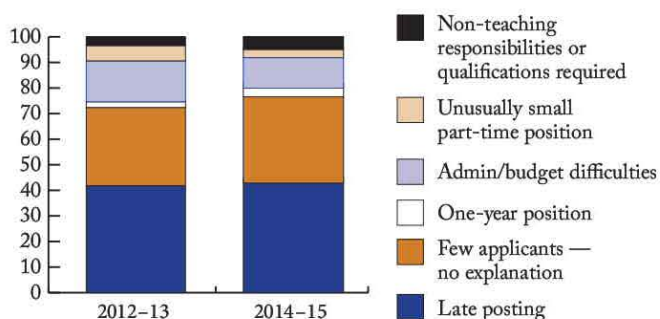 100
90
80
70
60
50
40
30
20
10
0
2012–13
2014–15
Non-teaching
responsibilities or
qualifications required
Unusually small
part-time position
Admin/budget difficulties
One-year position
Few applicants —
no explanation
Late posting